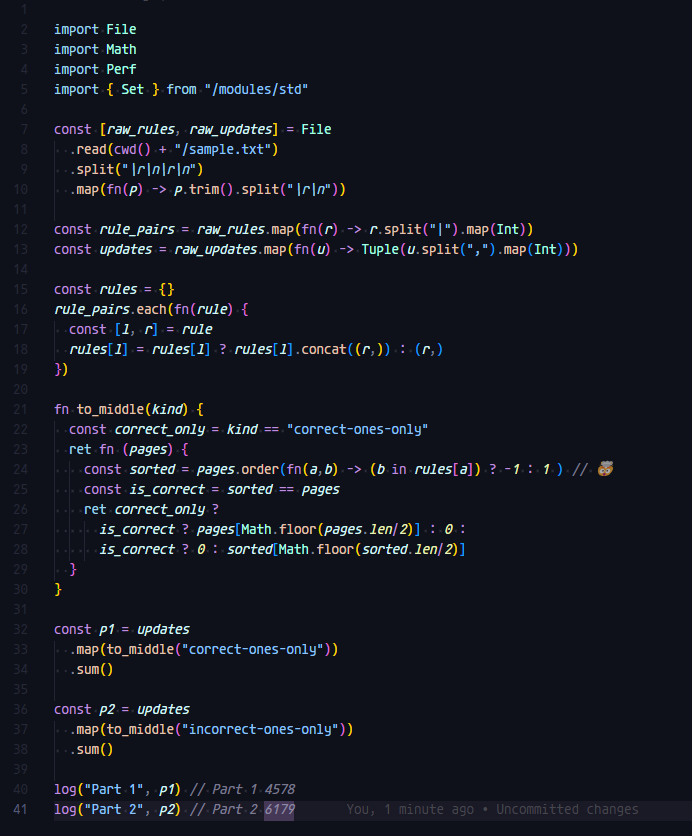 1
2 import File
3 import Math
4 import Perf
5 import { Set } from "/modules/std"
6
7 const [raw_rules, raw_updates] = File
8   .read(cwd() + "/sample.txt")
9   .split("\r\n\r\n")
10   .map(fn(p) -> p.trim().split("\r\n"))
11
12 const rule_pairs = raw_rules.map(fn(r) -> r.split("|").map(Int))
13 const updates = raw_updates.map(fn(u) -> Tuple(u.split(",").map(Int)))
14
15 const rules = {}
16 rule_pairs.each(fn(rule) {
17   const [l, r] = rule
18   rules[l] = rules[l] ? rules[l].concat((r,)) : (r,)
19 })
20
21 fn to_middle(kind) {
22   const correct_only = kind == "correct-ones-only"
23   ret fn (pages) {
24     const sorted = pages.order(fn(a,b) -> (b in rules[a]) ? -1 : 1 ) // 🤯
25     const is_correct = sorted == pages
26     ret correct_only ?
27       is_correct ? pages[Math.floor(pages.len/2)] : 0 :
28       is_correct ? 0 : sorted[Math.floor(sorted.len/2)]
29   }
30 }
31
32 const p1 = updates
33   .map(to_middle("correct-ones-only"))
34   .sum()
35
36 const p2 = updates
37   .map(to_middle("incorrect-ones-only"))
38   .sum()
39
40 log("Part 1", p1) // Part 1 4578
41 log("Part 2", p2) // Part 2 6179 You, 1 minute ago • Uncommitted changes